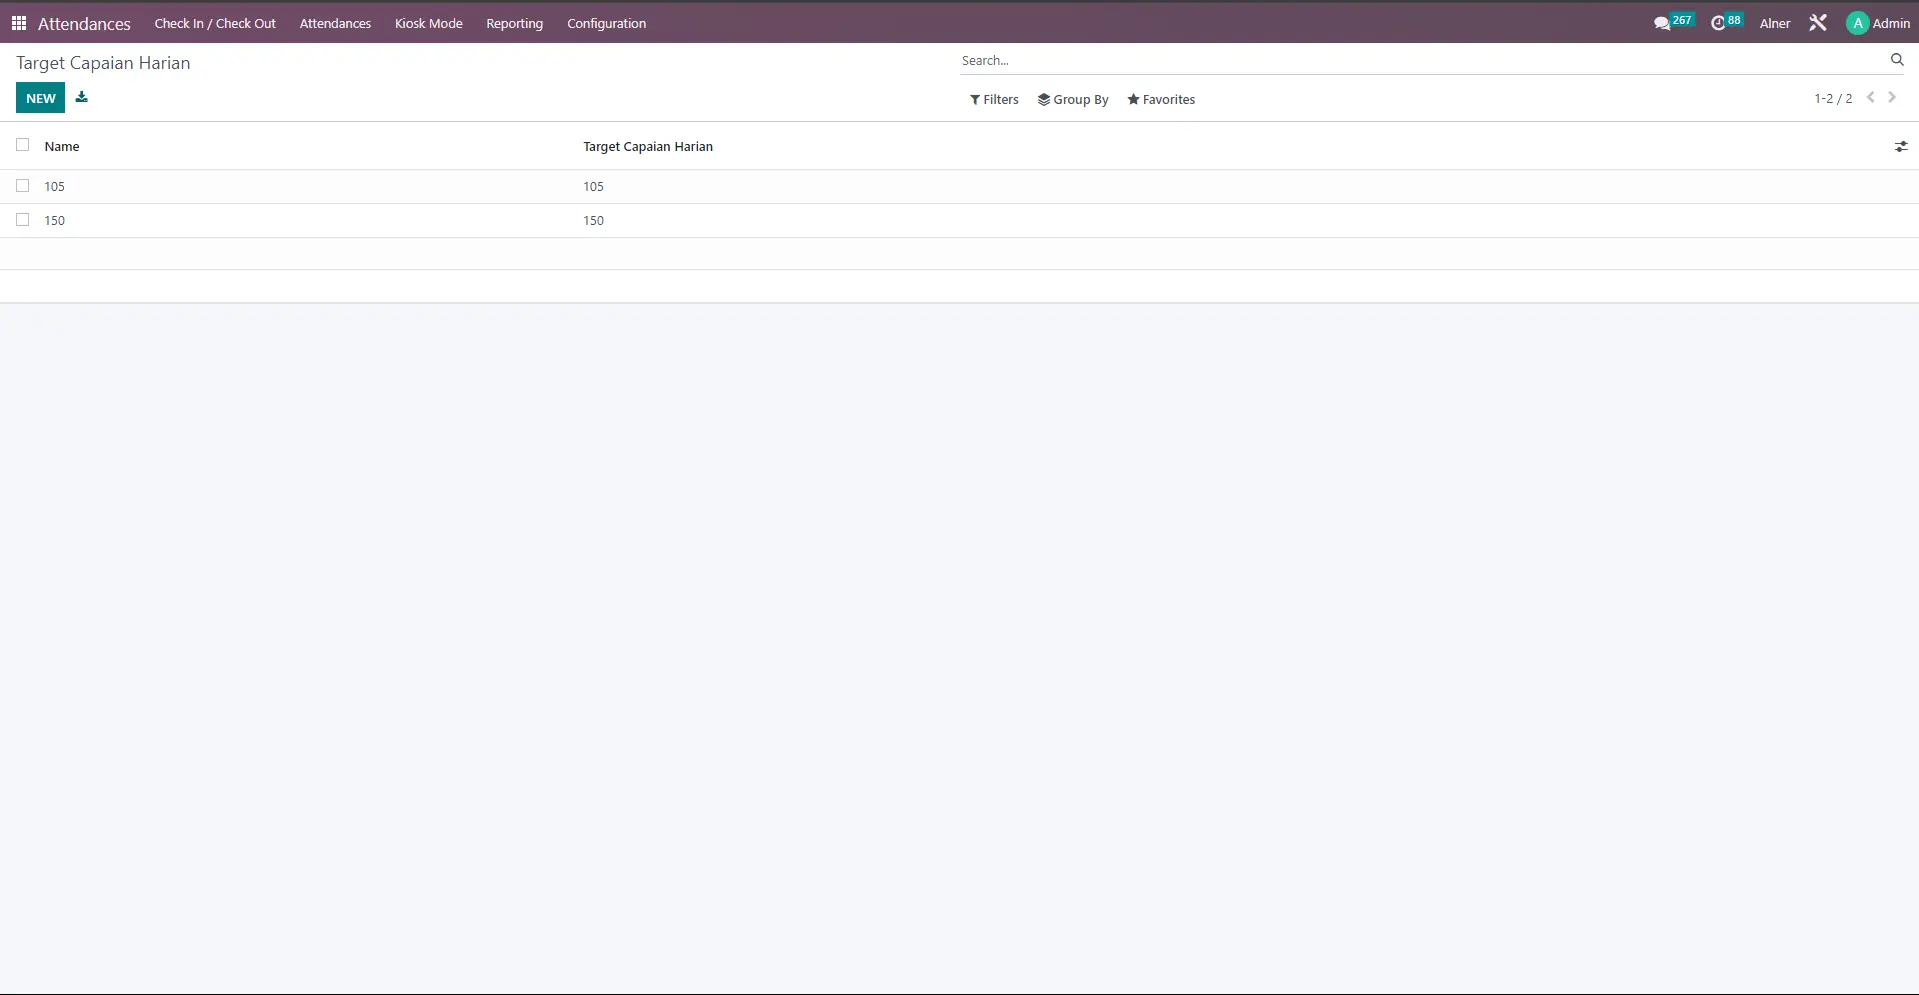 Attendances Check In / Check Out Attendances Kiosk Mode Reporting Configuration 267 88 Alner A Admin
Target Capaian Harian Search...
NEW Filters Group By Favorites 1-2 / 2
Name Target Capaian Harian
105 105
150 150